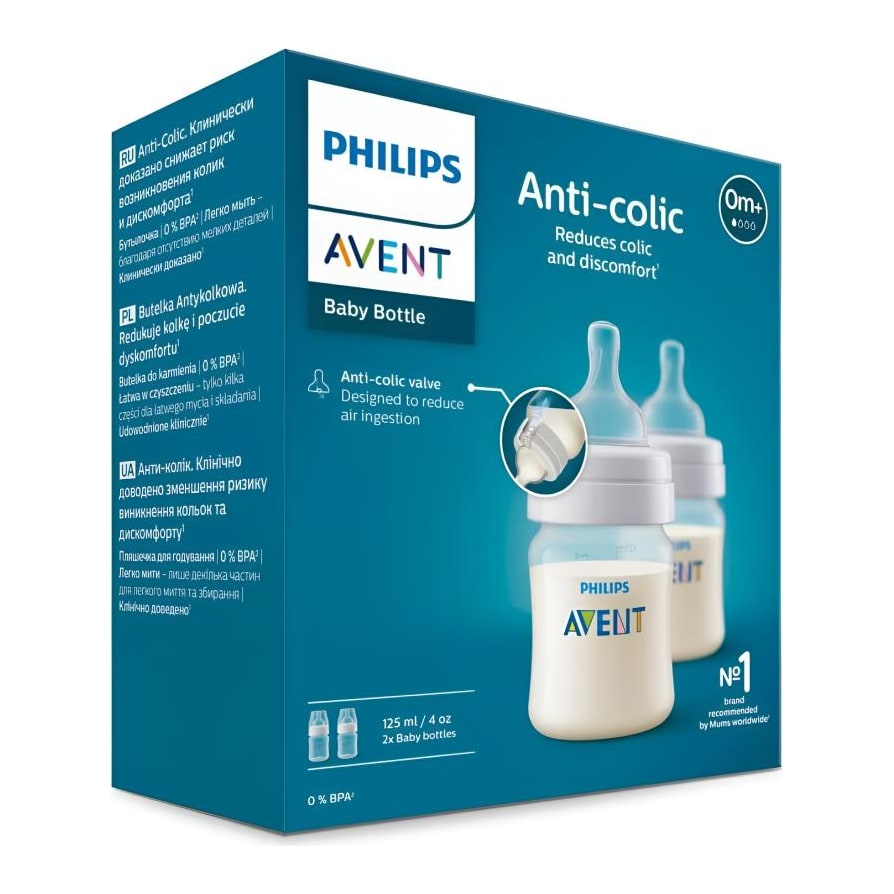 RU Anti-Colic. Клинически
доказано снижает риск
возникновения колик
и дискомфорта¹
Бутылочка | 0 % BPA² | Легко мыть –
благодаря отсутствию мелких деталей |
Клинически доказано¹
PL Butelka Antykolkowa.
Redukuje kolkę i poczucie
dyskomfortu¹
Butelka do karmienia | 0 % BPA² |
Łatwa w czyszczeniu – tylko kilka
części dla łatwego mycia i składania |
Udowodnione klinicznie¹
UA Анти-колік. Клінічно
доведено зменшення ризику
виникнення кольок та
дискомфорту¹
Пляшечка для годування | 0 % BPA² |
Легко мити – лише декілька частин
для легкого миття та збирання |
Клінічно доведено¹
PHILIPS
AVENT
Baby Bottle
Anti-colic
Reduces colic
and discomfort¹
0m+
Anti-colic valve
Designed to reduce
air ingestion
PHILIPS
AVENT
LIPS
ENT
№1
brand
recommended
by Mums worldwide¹
125 ml / 4 oz
2x Baby bottles
0 % BPA²